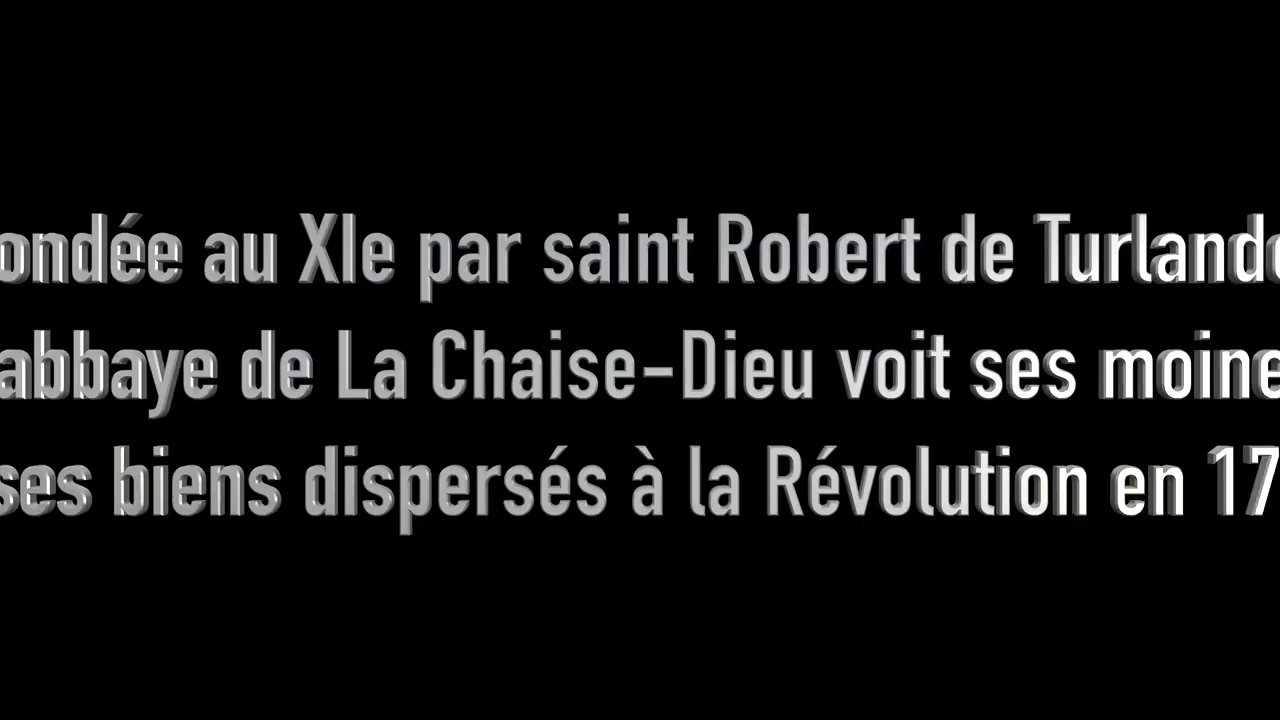 ondée au XIe par saint Robert de Turland
abbaye de La Chaise-Dieu voit ses moine
ses biens dispersés à la Révolution en 17